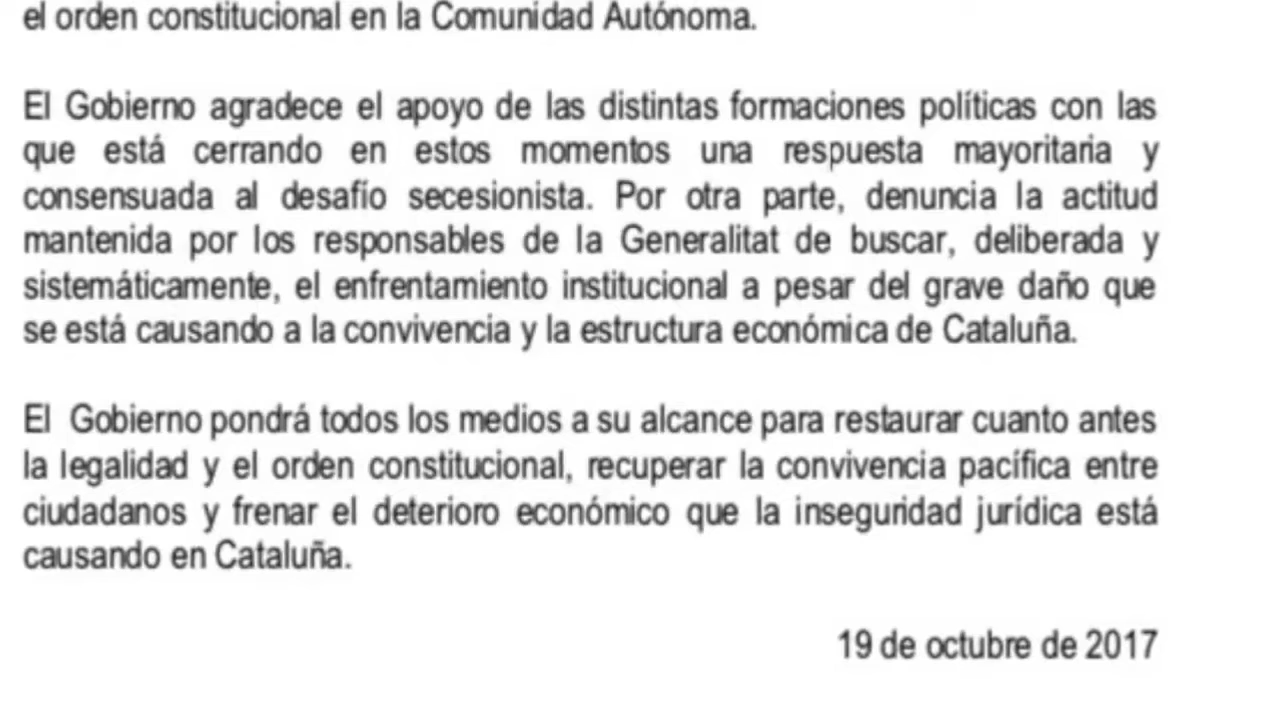 el orden constitucional en la Comunidad Autónoma.
El Gobierno agradece el apoyo de las distintas formaciones políticas con las
que está cerrando en estos momentos una respuesta mayoritaria y
consensuada al desafío secesionista. Por otra parte, denuncia la actitud
mantenida por los responsables de la Generalitat de buscar, deliberada y
sistemáticamente, el enfrentamiento institucional a pesar del grave daño que
se está causando a la convivencia y la estructura económica de Cataluña.
El Gobierno pondrá todos los medios a su alcance para restaurar cuanto antes
la legalidad y el orden constitucional, recuperar la convivencia pacífica entre
ciudadanos y frenar el deterioro económico que la inseguridad jurídica está
causando en Cataluña.
19 de octubre de 2017